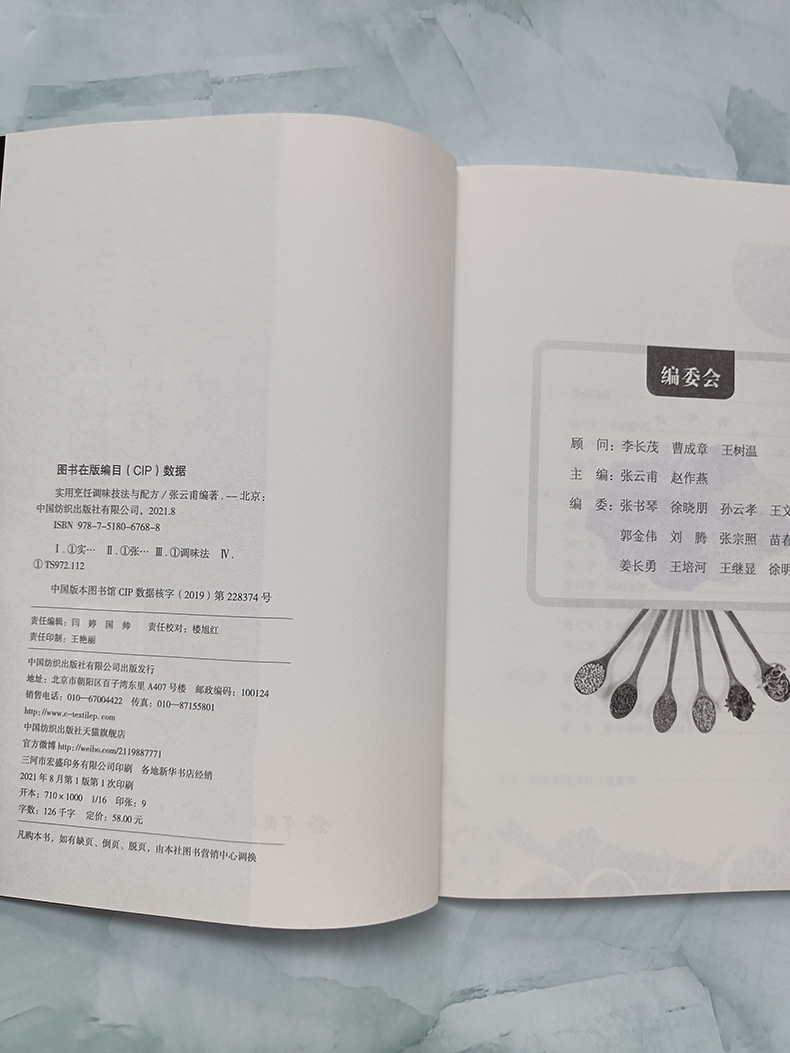 图书在版编目（CIP）数据
实用烹饪调味技法与配方 / 张云甫编著. -- 北京：
中国纺织出版社有限公司，2021.8
ISBN 978-7-5180-6768-8
Ⅰ.①实… Ⅱ.①张… Ⅲ.①调味法 Ⅳ.
①TS972.112
中国版本图书馆 CIP 数据核字（2019）第 228374 号
责任编辑：闫 婷 国 帅 责任校对：楼旭红
责任印制：王艳丽
中国纺织出版社有限公司出版发行
地址：北京市朝阳区百子湾东里 A407 号楼 邮政编码：100124
销售电话：010—67004422 传真：010—87155801
http://www.c-textilep.com
中国纺织出版社天猫旗舰店
官方微博 http://weibo.com/2119887771
三河市宏盛印务有限公司印刷 各地新华书店经销
2021 年 8 月第 1 版第 1 次印刷
开本：710×1000 1/16 印张：9
字数：126 千字 定价：58.00 元
凡购本书，如有缺页、倒页、脱页，由本社图书营销中心调换
编委会
顾 问：李长茂 曹成章 王树温
主 编：张云甫 赵作燕
编 委：张书琴 徐晓朋 孙云孝 王文
郭金伟 刘 腾 张宗照 苗春
姜长勇 王培河 王继显 徐明